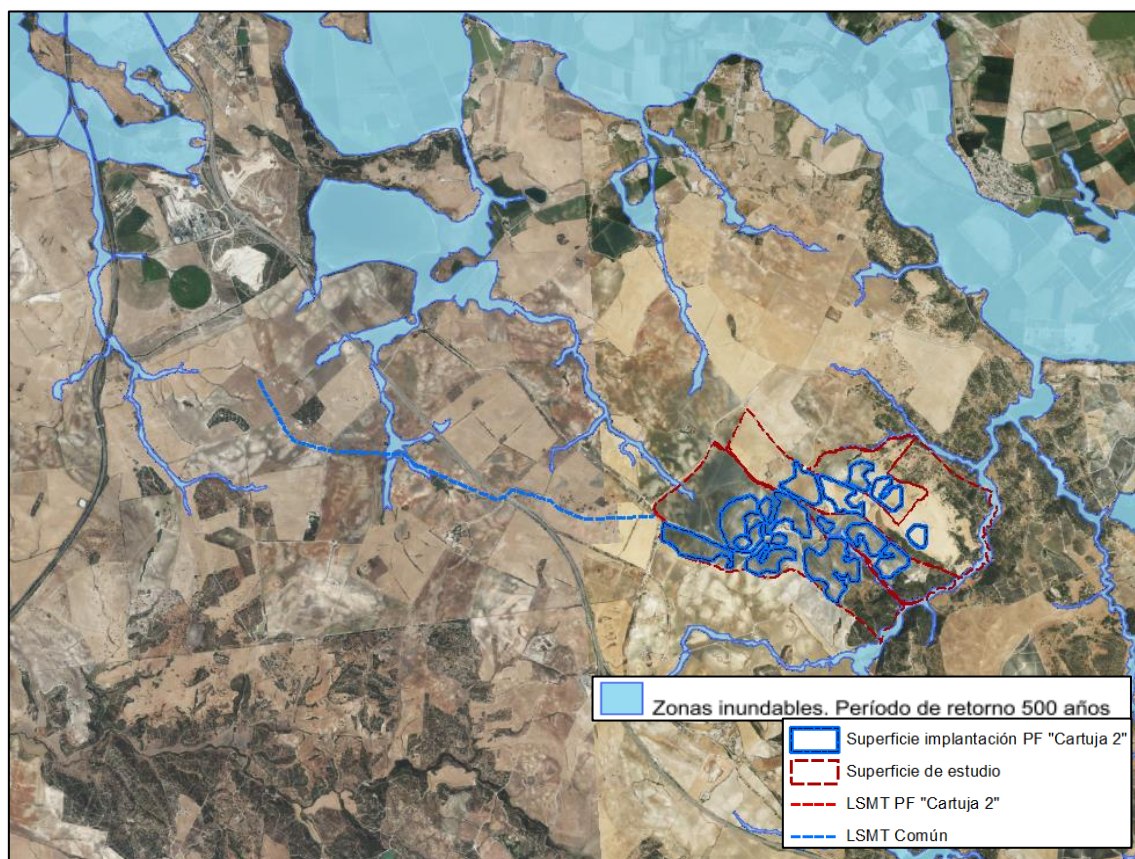 Zonas inundables. Período de retorno 500 años
Superficie implantación PF "Cartuja 2"
Superficie de estudio
LSMT PF "Cartuja 2"
LSMT Común